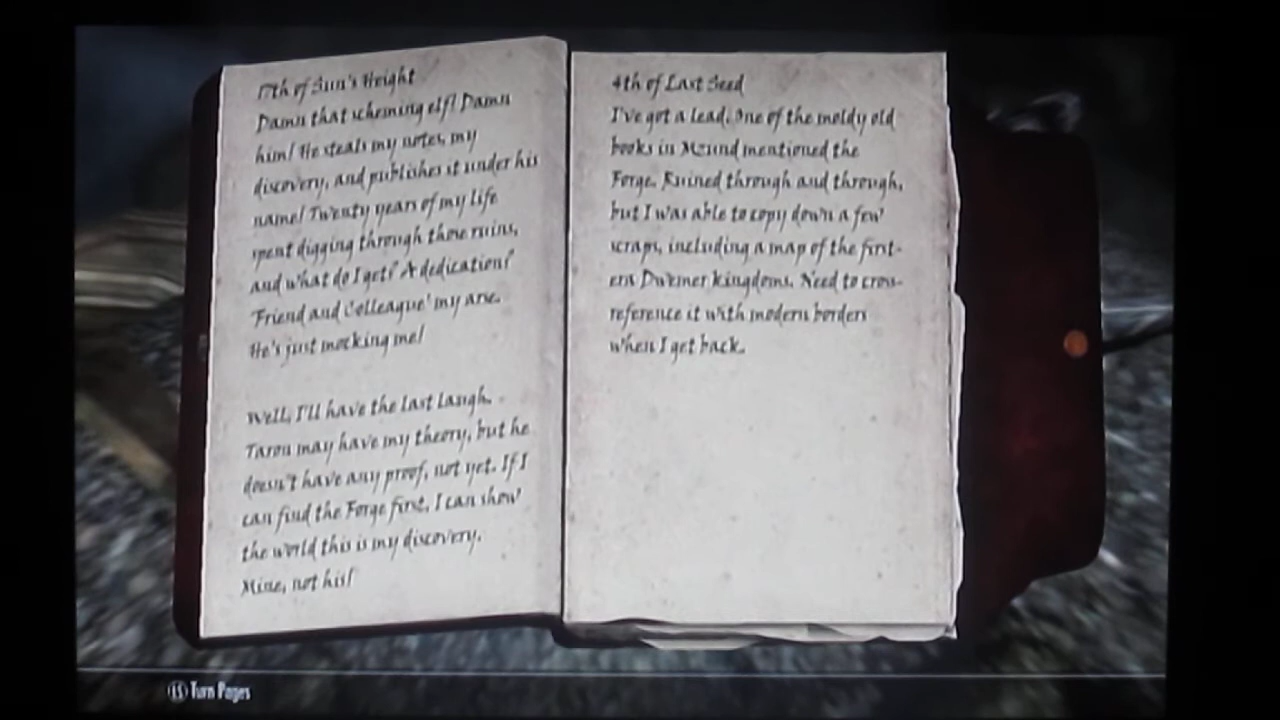 17th of Sun's Height
Damn that scheming elf! Damn
him! He steals my notes, my
discovery, and publishes it under his
name! Twenty years of my life
spent digging through those ruins,
and what do I get? A dedication?
'Friend and Colleague' my arse.
He's just mocking me!
Well, I'll have the last laugh.
Taron may have my theory, but he
doesn't have any proof, not yet. If I
can find the Forge first, I can show
the world this is my discovery.
Mine, not his!
4th of Last Seed
I've got a lead. One of the moldy old
books in Mzund mentioned the
Forge. Ruined through and through,
but I was able to copy down a few
scraps, including a map of the first-
era Dwemer kingdoms. Need to cross-
reference it with modern borders
when I get back.
LS Turn Pages